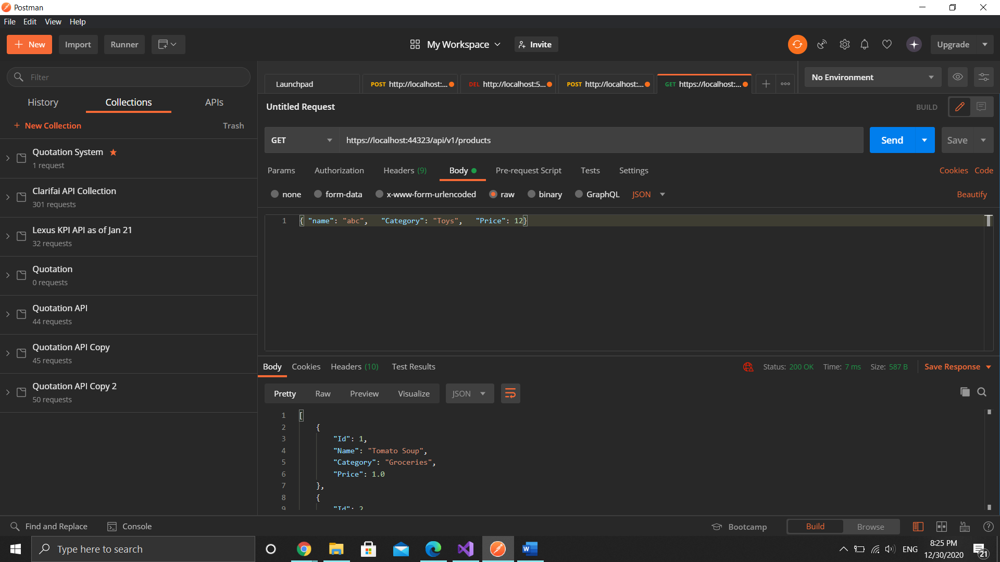 Postman
File Edit View Help
New Import Runner
My Workspace Invite
Upgrade
Filter
History Collections APIs
+ New Collection Trash
Quotation System
1 request
Clarifai API Collection
301 requests
Lexus KPI API as of Jan 21
32 requests
Quotation
0 requests
Quotation API
44 requests
Quotation API Copy
45 requests
Quotation API Copy 2
50 requests
Launchpad POST http://localhost:... DEL http://localhost:5... POST http://localhost:... GET https://localhost:...
No Environment
Untitled Request BUILD
GET https://localhost:44323/api/v1/products Send Save
Params Authorization Headers (9) Body Pre-request Script Tests Settings Cookies Code
none form-data x-www-form-urlencoded raw binary GraphQL JSON Beautify
1 { "name": "abc", "Category": "Toys", "Price": 12}
Body Cookies Headers (10) Test Results Status: 200 OK Time: 7 ms Size: 587 B Save Response
Pretty Raw Preview Visualize JSON
1 [
2 {
3 "Id": 1,
4 "Name": "Tomato Soup",
5 "Category": "Groceries",
6 "Price": 1.0
7 },
8 {
9 "Id": 2
Find and Replace Console Bootcamp Build Browse
Type here to search
ENG
8:25 PM
12/30/2020
21